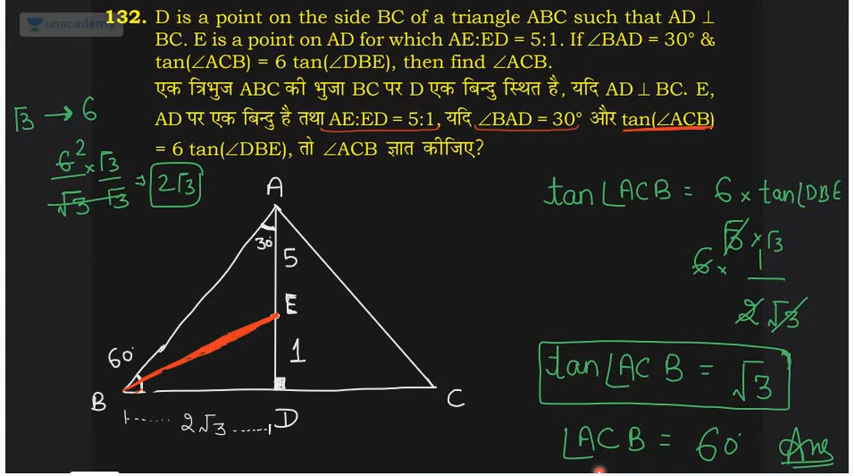 unacademy
132. D is a point on the side BC of a triangle ABC such that AD ⊥
BC. E is a point on AD for which AE:ED = 5:1. If ∠BAD = 30° &
tan(∠ACB) = 6 tan(∠DBE), then find ∠ACB.
एक त्रिभुज ABC की भुजा BC पर D एक बिन्दु स्थित है, यदि AD ⊥ BC. E,
AD पर एक बिन्दु है तथा AE:ED = 5:1, यदि ∠BAD = 30° और tan(∠ACB)
= 6 tan(∠DBE), तो ∠ACB ज्ञात कीजिए?
√3 → 6
6² × √3
√3 √3
⇒ 2√3
A
30°
5
E
1
60°
B
D
C
2√3
tan∠ACB = 6 × tan∠DBE
√3 × √3
6 × 1
2√3
tan∠ACB = √3
∠ACB = 60° Ans